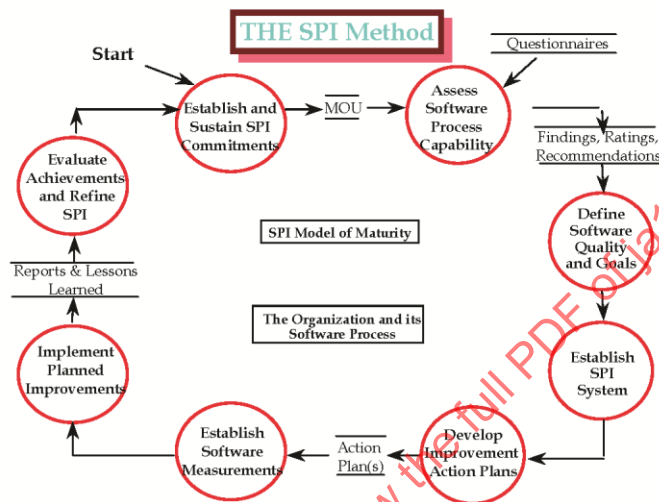 THE SPI Method
Start
Questionnaires
Establish and
Sustain SPI
Commitments
MOU
Assess
Software
Process
Capability
Findings, Ratings,
Recommendations
Evaluate
Achievements
and Refine
SPI
SPI Model of Maturity
Define
Software
Quality
and Goals
Reports & Lessons
Learned
The Organization and its
Software Process
Implement
Planned
Improvements
Establish
SPI
System
Establish
Software
Measurements
Action
Plan(s)
Develop
Improvement
Action Plans
w the full PDF of ja